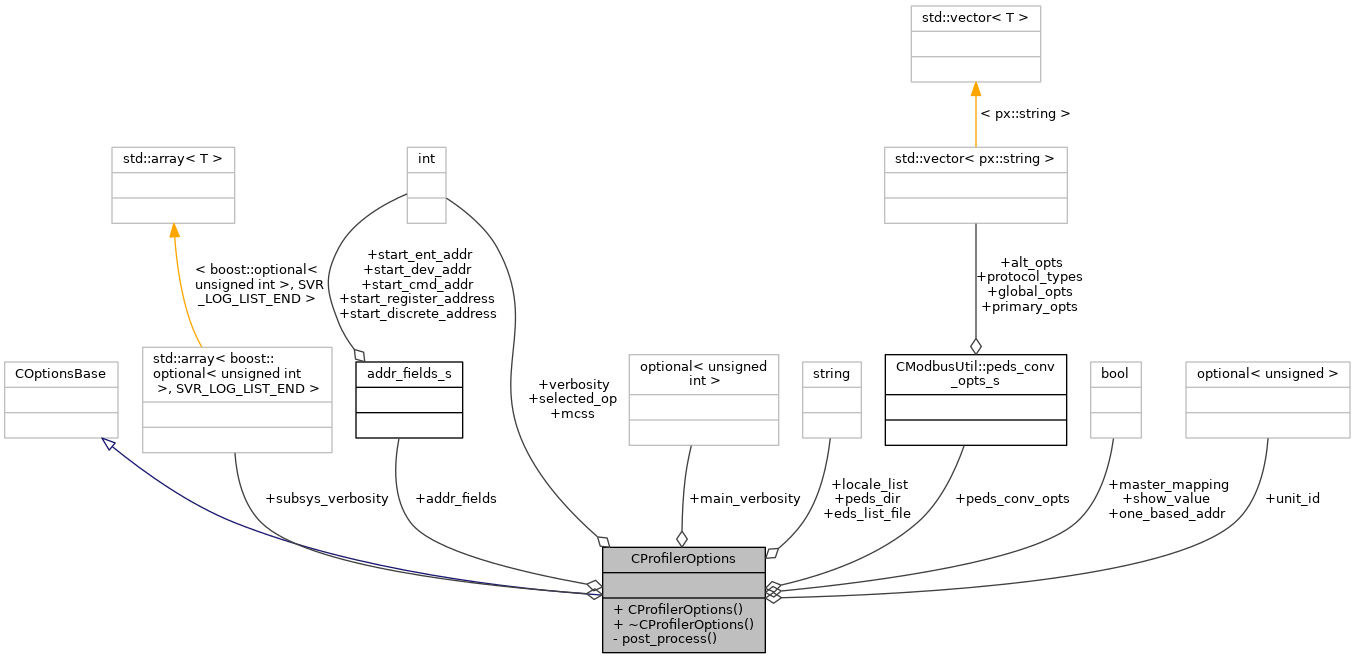 std::vector< T >
< px::string >
std::array< T >
int
std::vector< px::string >
< boost::optional<
unsigned int >, SVR
_LOG_LIST_END >
+start_ent_addr
+start_dev_addr
+start_cmd_addr
+start_register_address
+start_discrete_address
+alt_opts
+protocol_types
+global_opts
+primary_opts
COptionsBase
std::array< boost::
optional< unsigned int
>, SVR_LOG_LIST_END >
addr_fields_s
+verbosity
+selected_op
+mcss
optional< unsigned
int >
string
CModbusUtil::peds_conv
_opts_s
bool
optional< unsigned >
+subsys_verbosity
+addr_fields
+main_verbosity
+locale_list
+peds_dir
+eds_list_file
+peds_conv_opts
+master_mapping
+show_value
+one_based_addr
+unit_id
CProfilerOptions
+ CProfilerOptions()
+ ~CProfilerOptions()
- post_process()